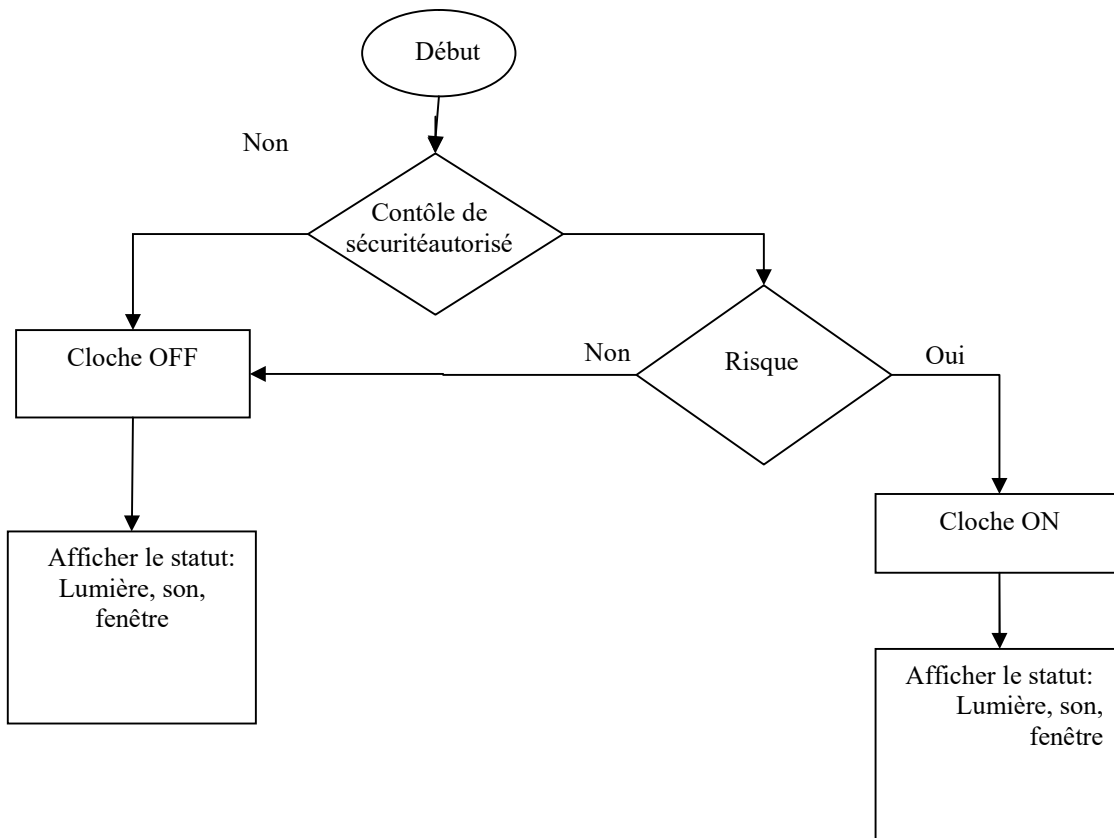 Début
Non
Contôle de
sécuritéautorisé
Cloche OFF
Non
Risque
Oui
Cloche ON
Afficher le statut:
Lumière, son,
fenêtre
Afficher le statut:
Lumière, son,
fenêtre